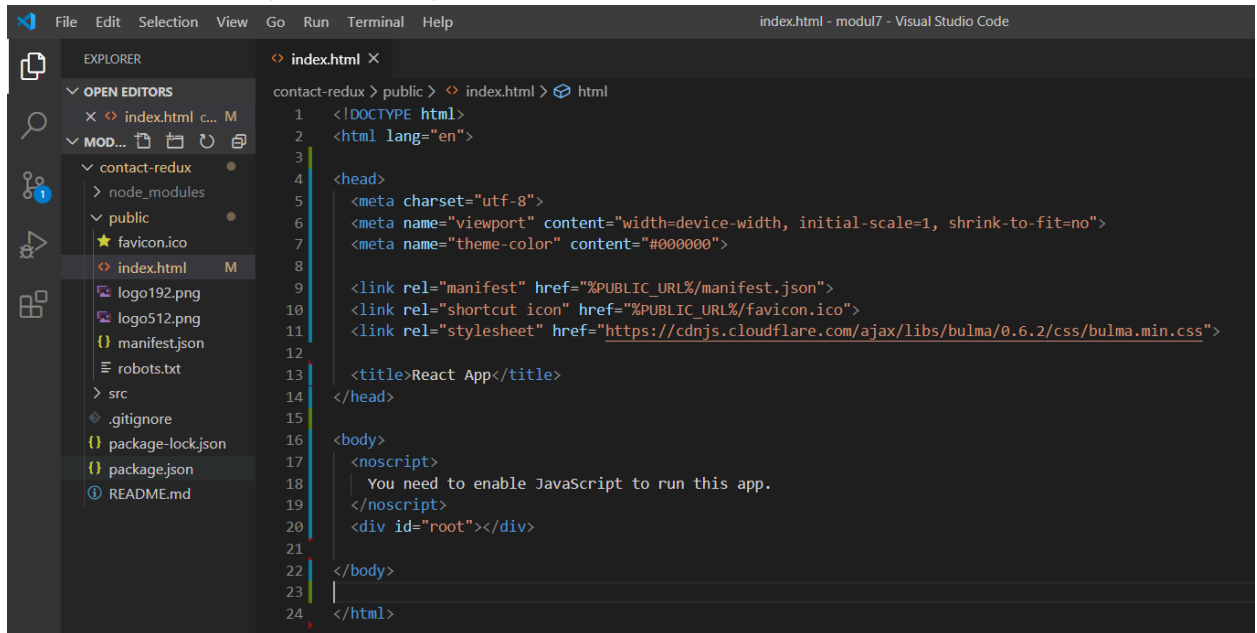 File Edit Selection View Go Run Terminal Help index.html - modul7 - Visual Studio Code
EXPLORER
OPEN EDITORS
index.html c... M
MOD...
contact-redux
node_modules
public
favicon.ico
index.html M
logo192.png
logo512.png
manifest.json
robots.txt
src
.gitignore
package-lock.json
package.json
README.md
1
index.html
contact-redux > public > index.html > html
1 <!DOCTYPE html>
2 <html lang="en">
3
4 <head>
5 <meta charset="utf-8">
6 <meta name="viewport" content="width=device-width, initial-scale=1, shrink-to-fit=no">
7 <meta name="theme-color" content="#000000">
8
9 <link rel="manifest" href="%PUBLIC_URL%/manifest.json">
10 <link rel="shortcut icon" href="%PUBLIC_URL%/favicon.ico">
11 <link rel="stylesheet" href="https://cdnjs.cloudflare.com/ajax/libs/bulma/0.6.2/css/bulma.min.css">
12
13 <title>React App</title>
14 </head>
15
16 <body>
17 <noscript>
18 You need to enable JavaScript to run this app.
19 </noscript>
20 <div id="root"></div>
21
22 </body>
23
24 </html>